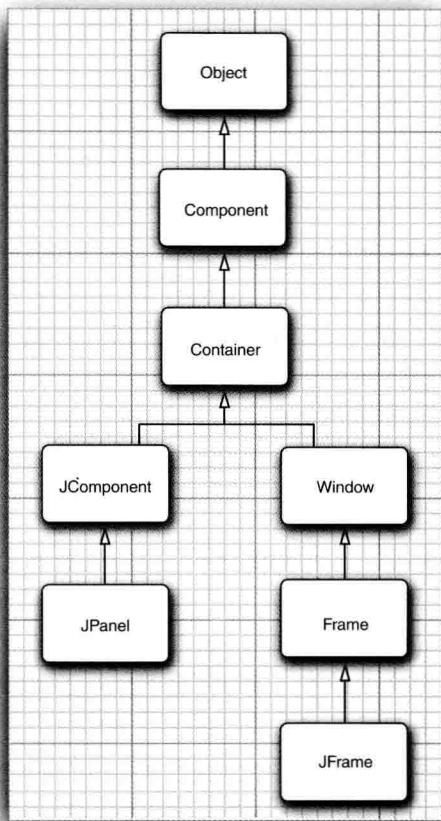 Object
Component
Container
JComponent
Window
JPanel
Frame
JFrame